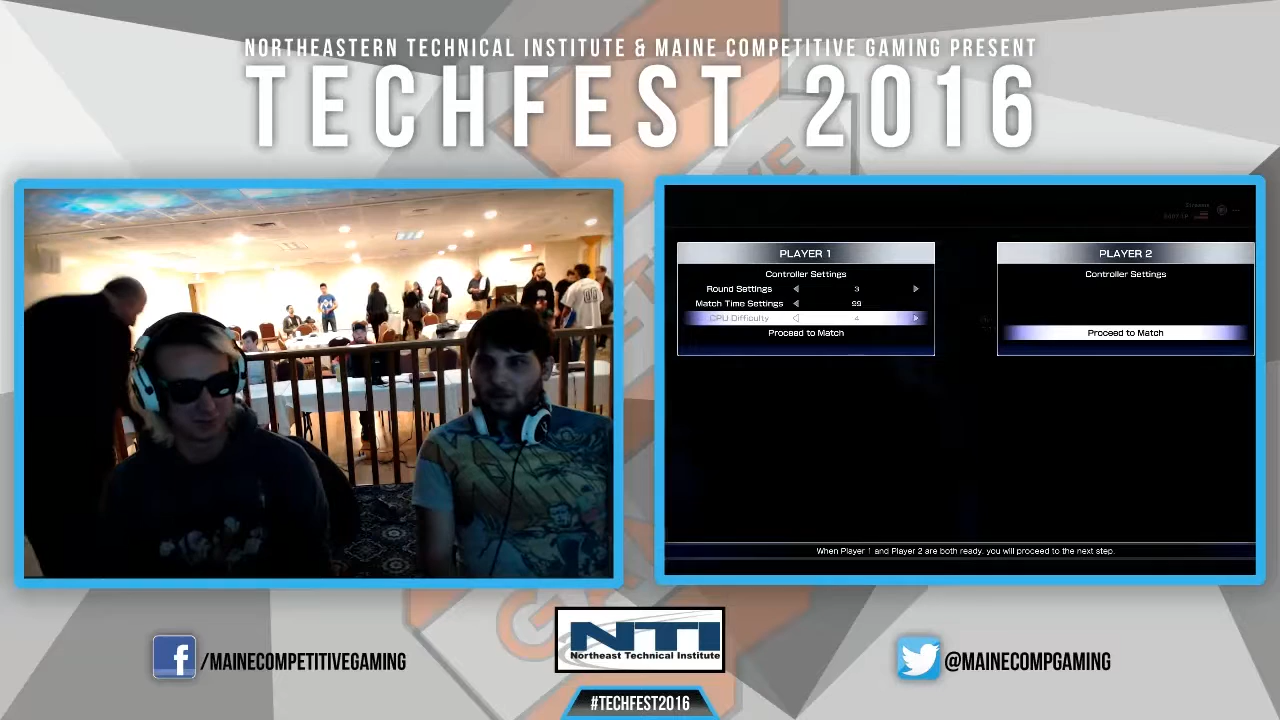 NORTHEASTERN TECHNICAL INSTITUTE & MAINE COMPETITIVE GAMING PRESENT
TECHFEST 2016
PLAYER 1
Controller Settings
Round Settings 3
Match Time Settings 99
CPU Difficulty 4
Proceed to Match
PLAYER 2
Controller Settings
Proceed to Match
When Player 1 and Player 2 are both ready, you will proceed to the next step.
/MAINECOMPETITIVEGAMING
NTI
Northeast Technical Institute
@MAINECOMPGAMING
#TECHFEST2016